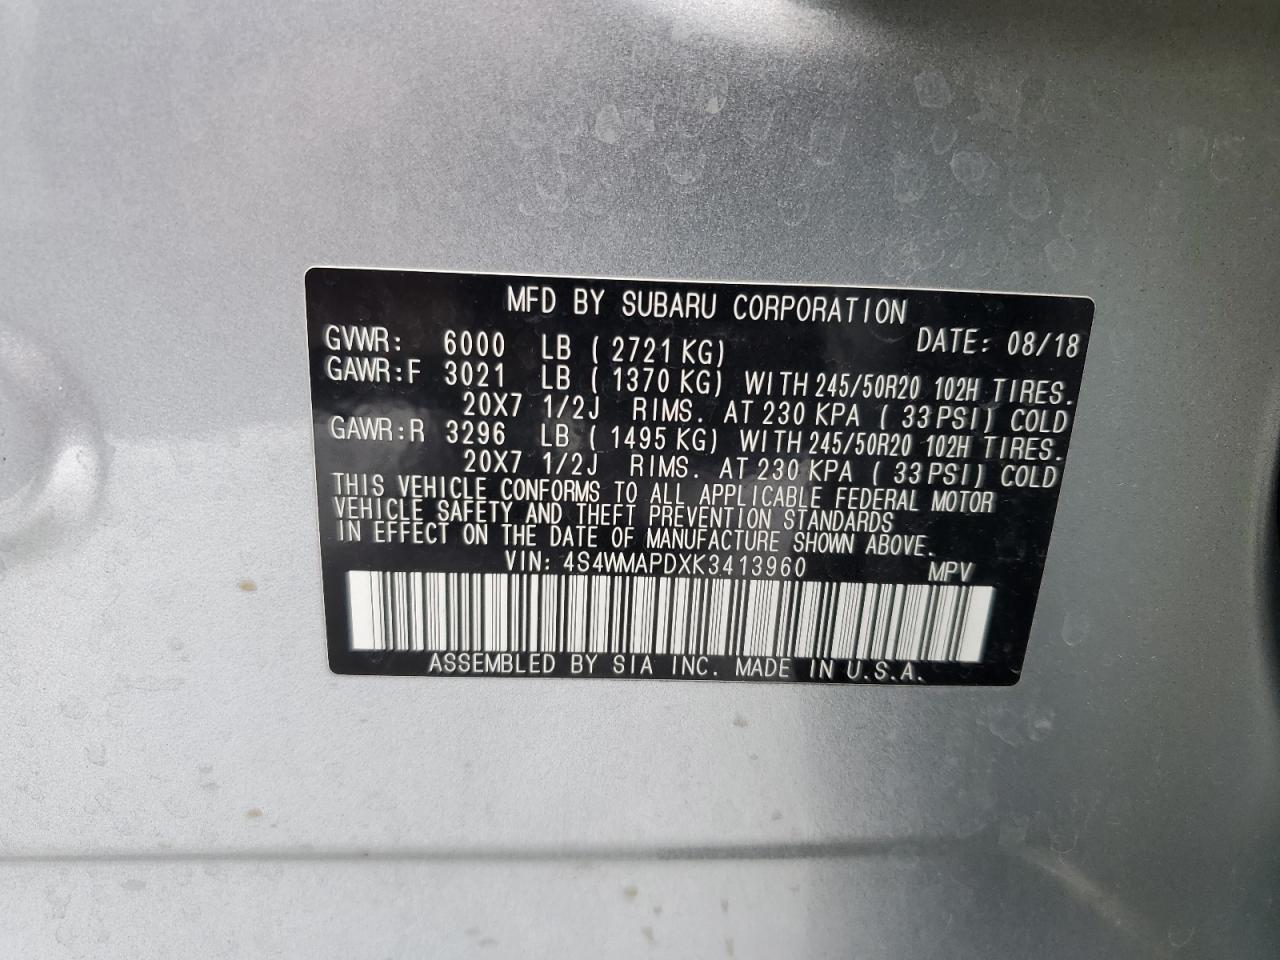 MFD BY SUBARU CORPORATION
GVWR: 6000 LB ( 2721 KG) DATE: 08/18
GAWR:F 3021 LB ( 1370 KG) WITH 245/50R20 102H TIRES.
20X7 1/2J RIMS. AT 230 KPA ( 33 PSI) COLD
GAWR:R 3296 LB ( 1495 KG) WITH 245/50R20 102H TIRES.
20X7 1/2J RIMS. AT 230 KPA ( 33 PSI) COLD
THIS VEHICLE CONFORMS TO ALL APPLICABLE FEDERAL MOTOR
VEHICLE SAFETY AND THEFT PREVENTION STANDARDS
IN EFFECT ON THE DATE OF MANUFACTURE SHOWN ABOVE.
VIN: 4S4WMAPDXK3413960 MPV
ASSEMBLED BY SIA INC. MADE IN U.S.A.